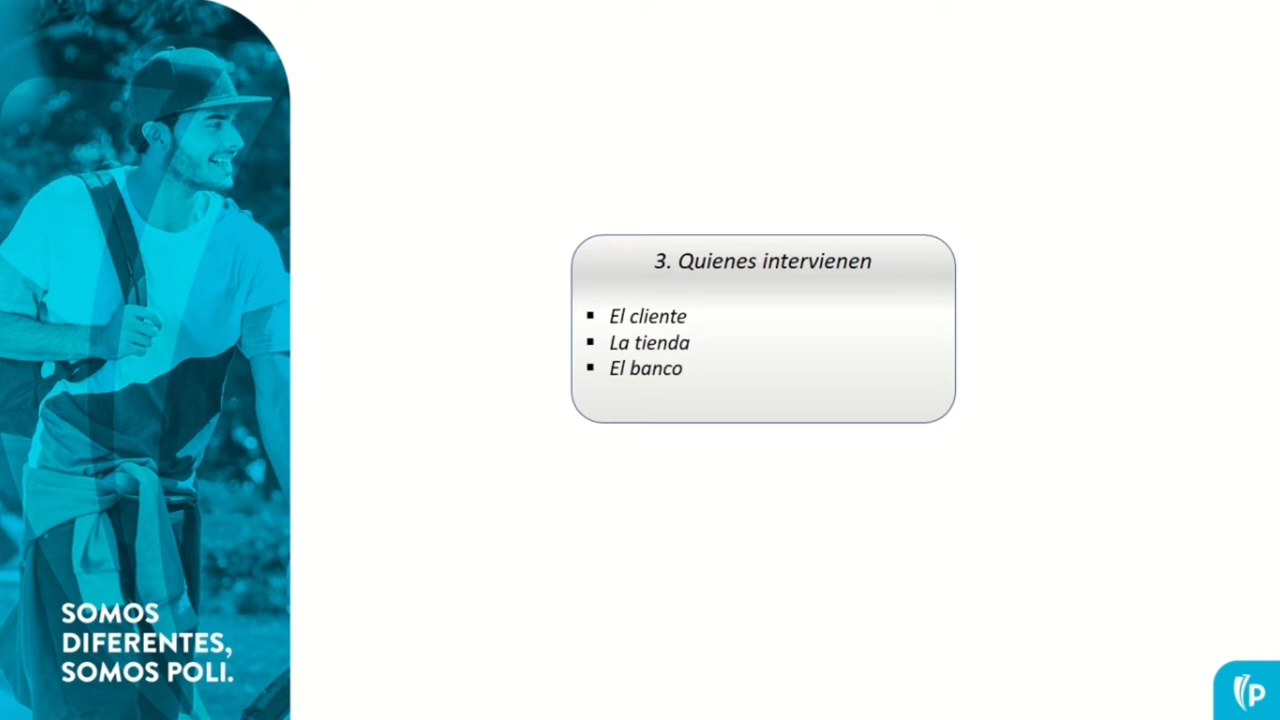 3. Quienes intervienen
▪ El cliente
▪ La tienda
▪ El banco
SOMOS
DIFERENTES,
SOMOS POLI.
P